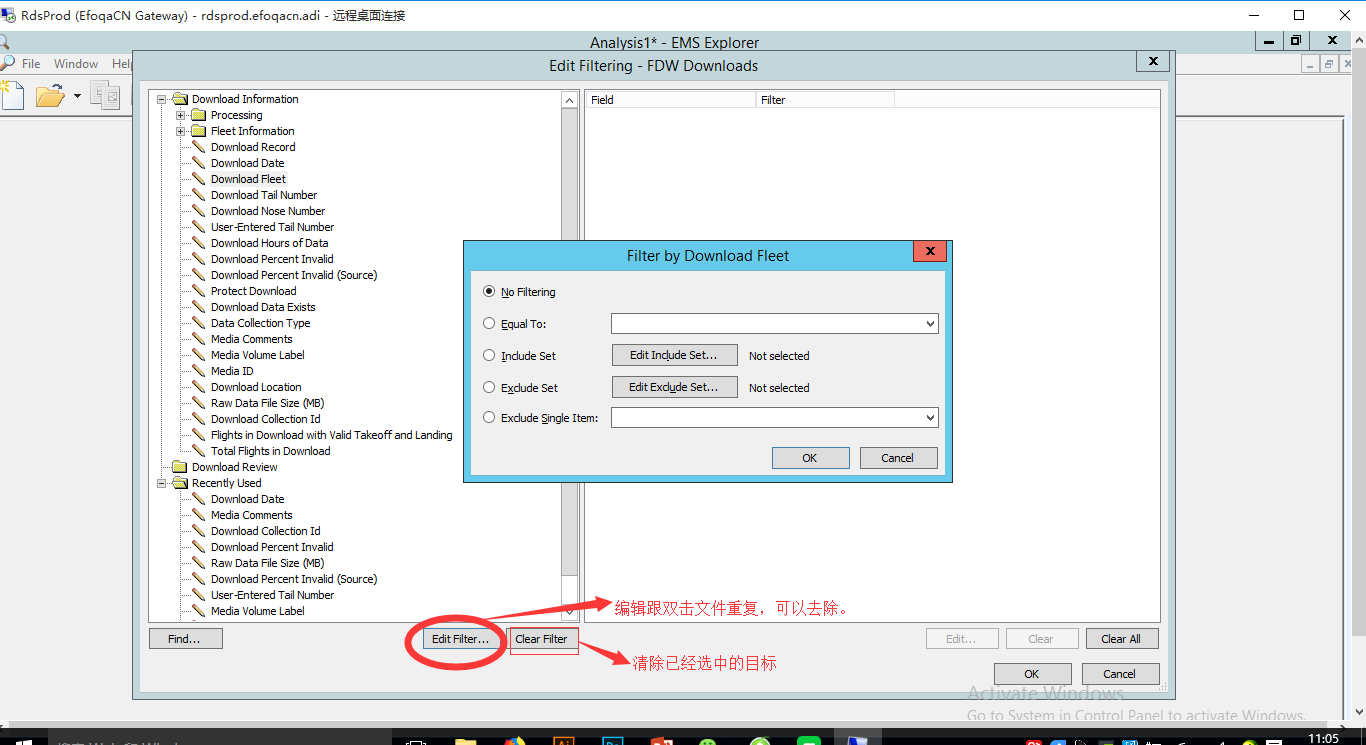 RdsProd (EfoqaCN Gateway) - rdsprod.efoqacn.adi - 远程桌面连接
Analysis1* - EMS Explorer
File Window Help
Edit Filtering - FDW Downloads
Download Information
Processing
Fleet Information
Download Record
Download Date
Download Fleet
Download Tail Number
Download Nose Number
User-Entered Tail Number
Download Hours of Data
Download Percent Invalid
Download Percent Invalid (Source)
Protect Download
Download Data Exists
Data Collection Type
Media Comments
Media Volume Label
Media ID
Download Location
Raw Data File Size (MB)
Download Collection Id
Flights in Download with Valid Takeoff and Landing
Total Flights in Download
Download Review
Recently Used
Download Date
Media Comments
Download Collection Id
Download Percent Invalid
Raw Data File Size (MB)
Download Percent Invalid (Source)
User-Entered Tail Number
Media Volume Label
Field Filter
Filter by Download Fleet
No Filtering
Equal To:
Include Set Edit Include Set... Not selected
Exclude Set Edit Exclude Set... Not selected
Exclude Single Item:
OK Cancel
编辑跟双击文件重复，可以去除。
Find... Edit Filter... Clear Filter Edit... Clear Clear All
清除已经选中的目标
OK Cancel
Activate Windows
Go to System in Control Panel to activate Windows.
11:05